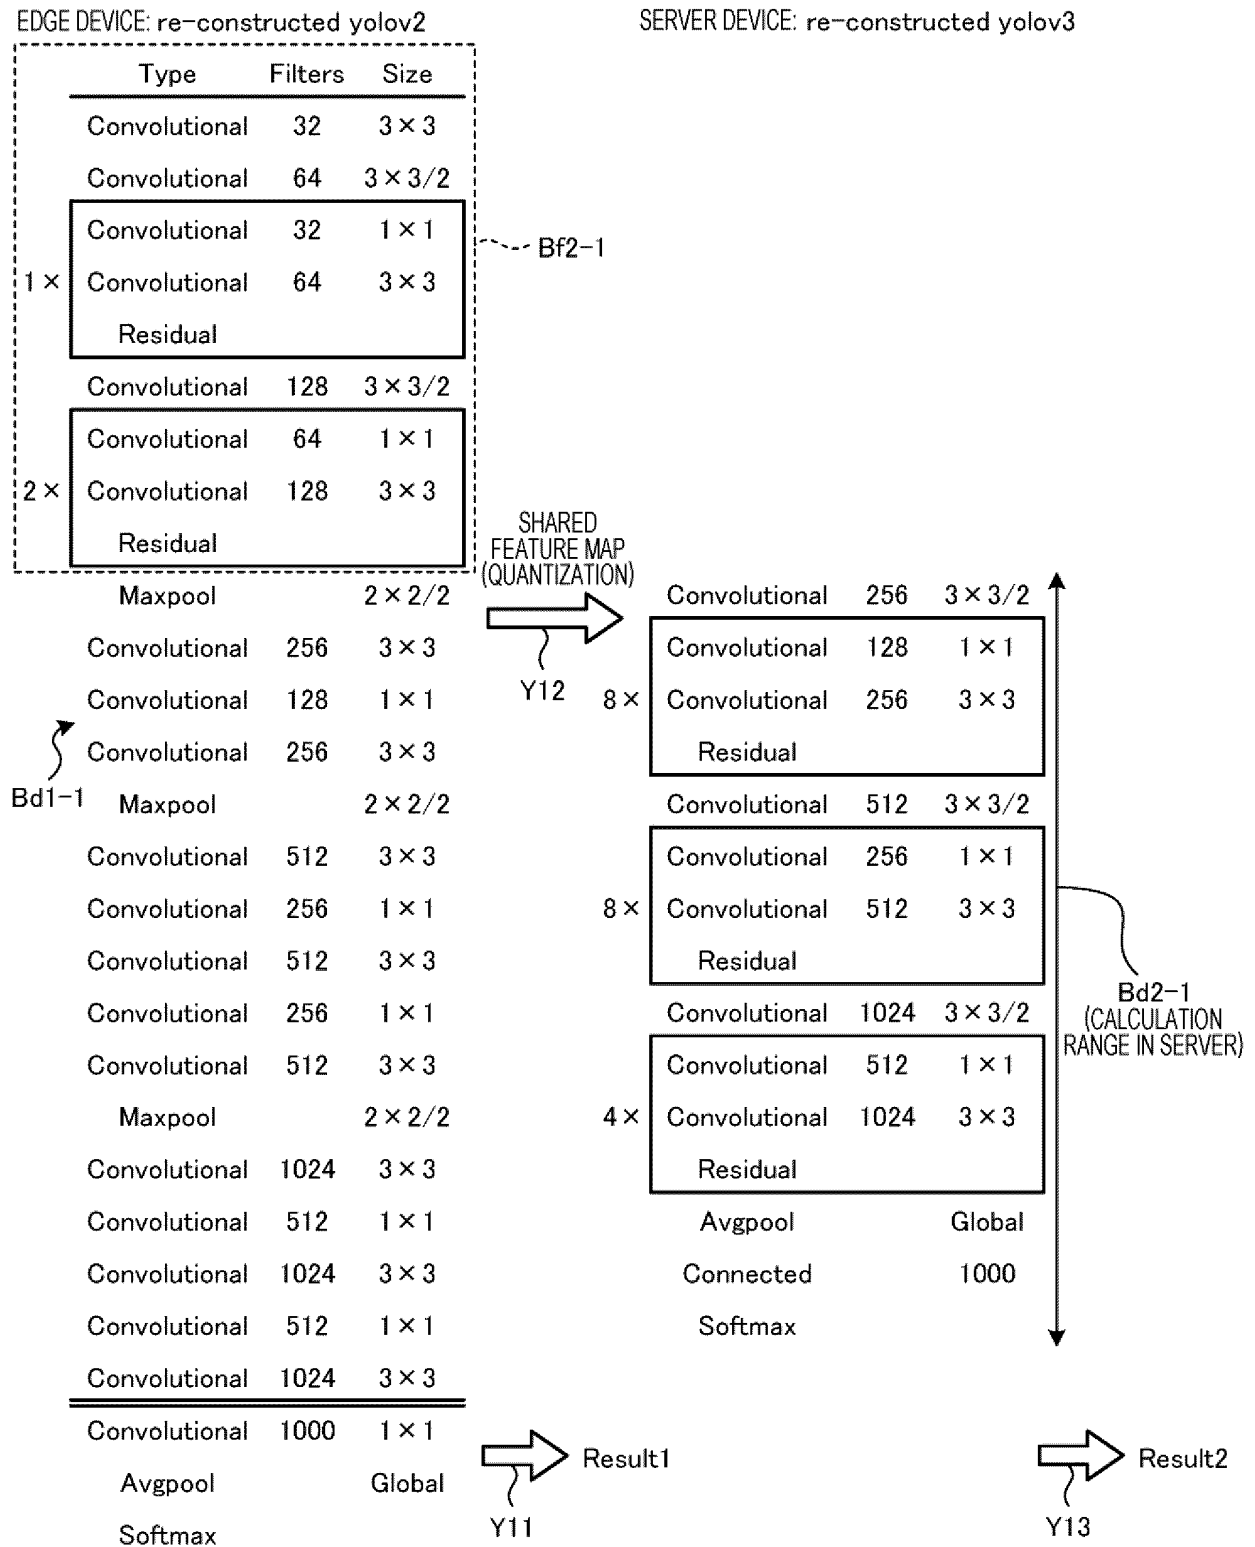 EDGE DEVICE: re-constructed yolov2
Type Filters Size
Convolutional 32 3×3
Convolutional 64 3×3/2
Convolutional 32 1×1
1× Convolutional 64 3×3
Residual
Convolutional 128 3×3/2
Convolutional 64 1×1
2× Convolutional 128 3×3
Residual
Bf2-1
Maxpool 2×2/2
Convolutional 256 3×3
Convolutional 128 1×1
Convolutional 256 3×3
Bd1-1
Maxpool 2×2/2
Convolutional 512 3×3
Convolutional 256 1×1
Convolutional 512 3×3
Convolutional 256 1×1
Convolutional 512 3×3
Maxpool 2×2/2
Convolutional 1024 3×3
Convolutional 512 1×1
Convolutional 1024 3×3
Convolutional 512 1×1
Convolutional 1024 3×3
Convolutional 1000 1×1
Avgpool Global
Softmax
Result1
Y11
SHARED
FEATURE MAP
(QUANTIZATION)
Y12
SERVER DEVICE: re-constructed yolov3
Convolutional 256 3×3/2
Convolutional 128 1×1
8× Convolutional 256 3×3
Residual
Convolutional 512 3×3/2
Convolutional 256 1×1
8× Convolutional 512 3×3
Residual
Convolutional 1024 3×3/2
Convolutional 512 1×1
4× Convolutional 1024 3×3
Residual
Avgpool Global
Connected 1000
Softmax
Bd2-1
(CALCULATION
RANGE IN SERVER)
Result2
Y13